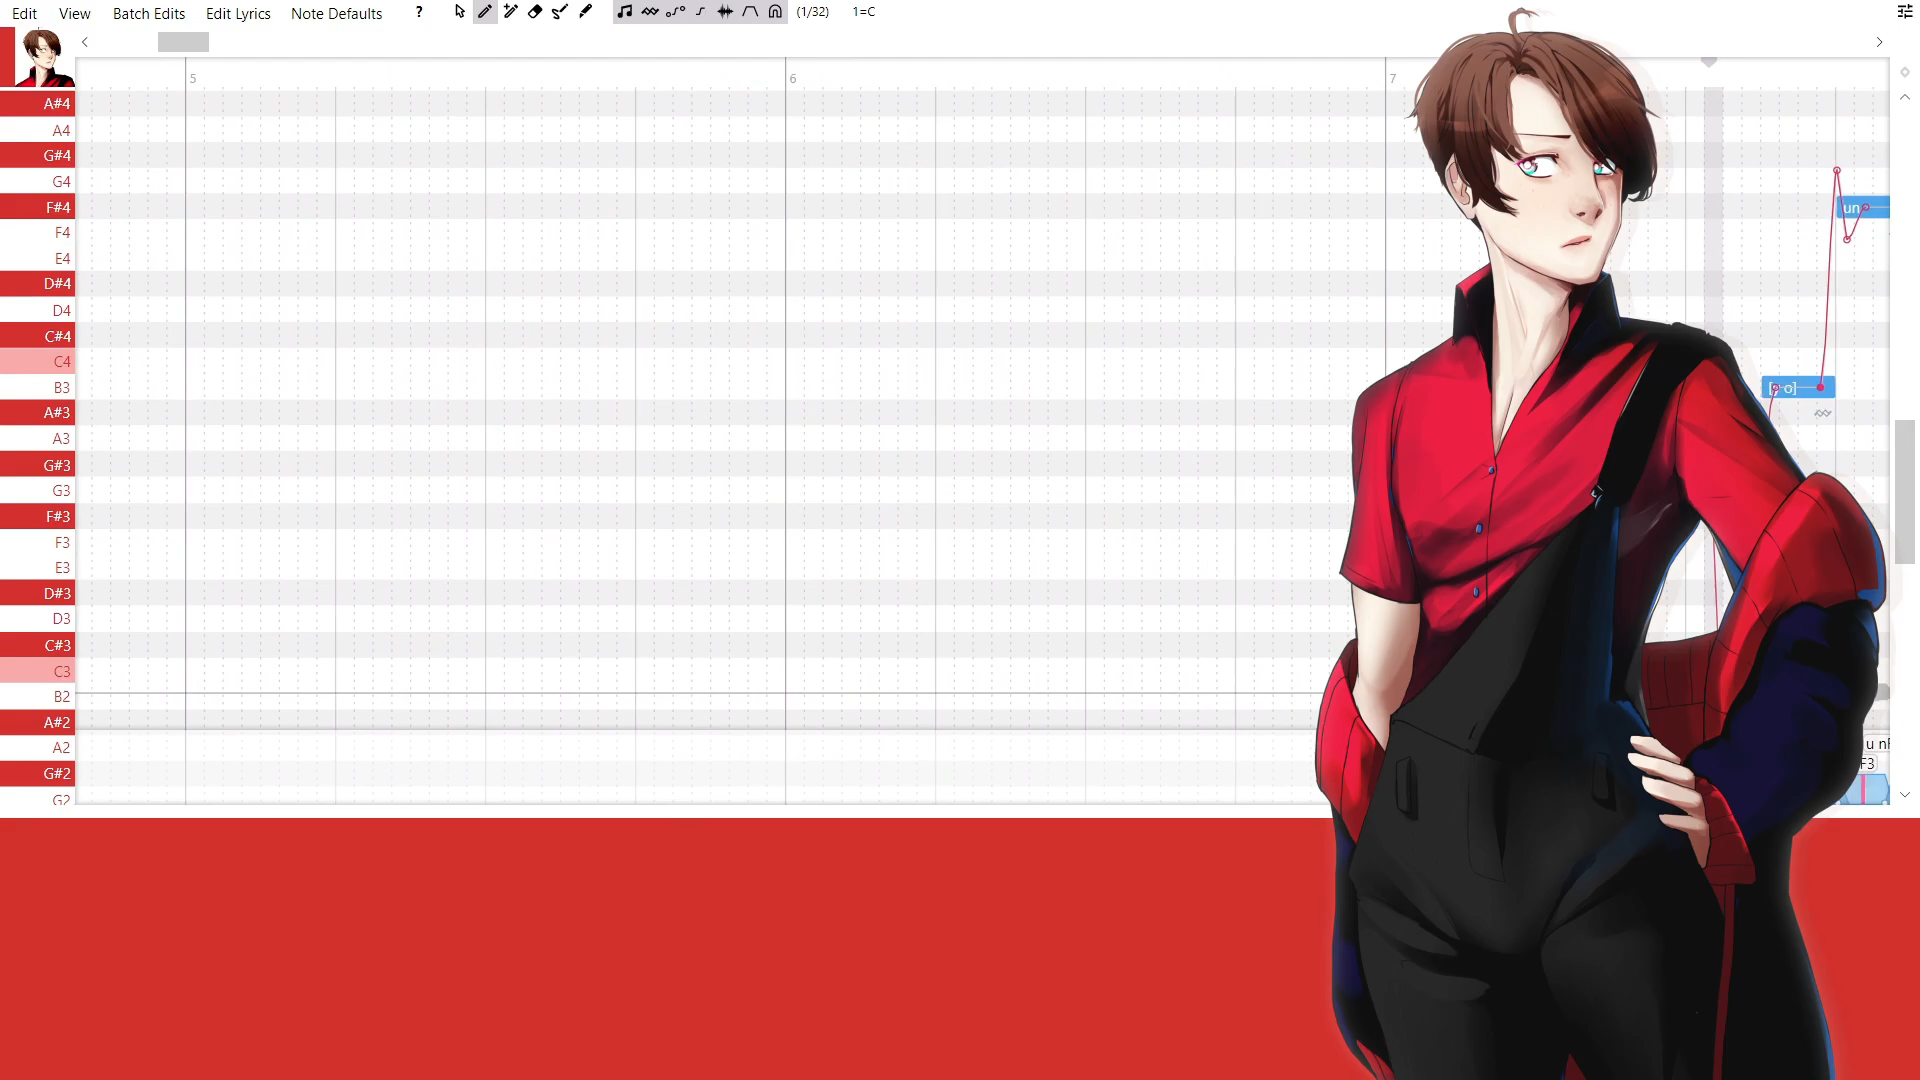 Edit View Batch Edits Edit Lyrics Note Defaults ? (1/32) 1=C
5 6 7
A#4
A4
G#4
G4
F#4 un
F4
E4
D#4
D4
C#4
C4
B3
A#3
A3
G#3
G3
F#3
F3
E3
D#3
D3
C#3
C3
B2
A#2
A2 u
G#2 F3
G2